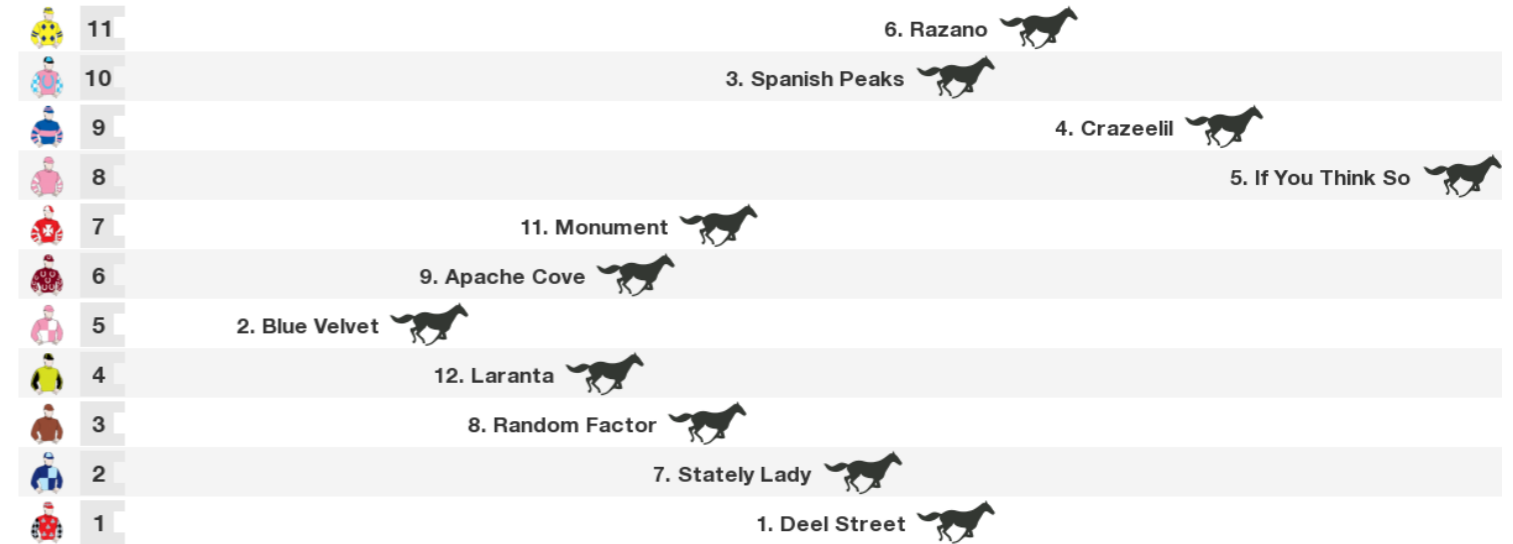 11 6. Razano
10 3. Spanish Peaks
9 4. Crazeelil
8 5. If You Think So
7 11. Monument
6 9. Apache Cove
5 2. Blue Velvet
4 12. Laranta
3 8. Random Factor
2 7. Stately Lady
1 1. Deel Street